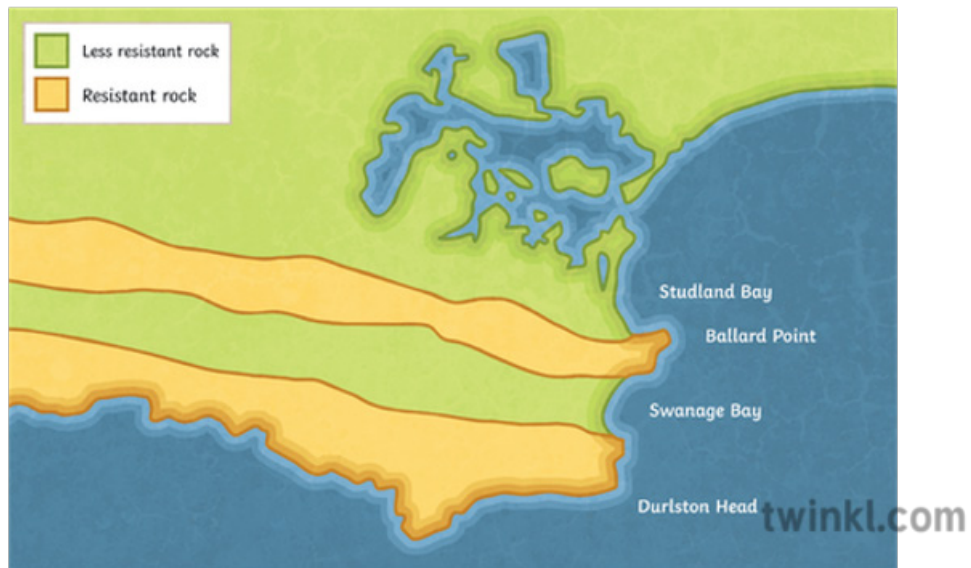 Less resistant rock
Resistant rock
Studland Bay
Ballard Point
Swanage Bay
Durlston Head
twinkl.com